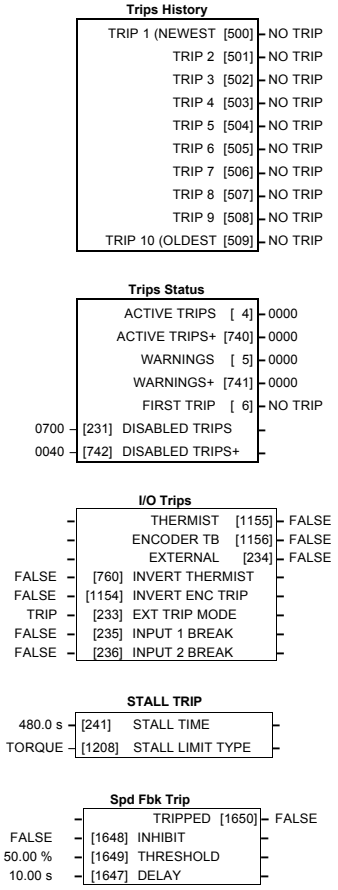 Trips History
TRIP 1 (NEWEST [500] NO TRIP
TRIP 2 [501] NO TRIP
TRIP 3 [502] NO TRIP
TRIP 4 [503] NO TRIP
TRIP 5 [504] NO TRIP
TRIP 6 [505] NO TRIP
TRIP 7 [506] NO TRIP
TRIP 8 [507] NO TRIP
TRIP 9 [508] NO TRIP
TRIP 10 (OLDEST [509] NO TRIP
Trips Status
ACTIVE TRIPS [ 4] 0000
ACTIVE TRIPS+ [740] 0000
WARNINGS [ 5] 0000
WARNINGS+ [741] 0000
FIRST TRIP [ 6] NO TRIP
0700 [231] DISABLED TRIPS
0040 [742] DISABLED TRIPS+
I/O Trips
THERMIST [1155] FALSE
ENCODER TB [1156] FALSE
EXTERNAL [234] FALSE
FALSE [760] INVERT THERMIST
FALSE [1154] INVERT ENC TRIP
TRIP [233] EXT TRIP MODE
FALSE [235] INPUT 1 BREAK
FALSE [236] INPUT 2 BREAK
STALL TRIP
480.0 s [241] STALL TIME
TORQUE [1208] STALL LIMIT TYPE
Spd Fbk Trip
TRIPPED [1650] FALSE
FALSE [1648] INHIBIT
50.00 % [1649] THRESHOLD
10.00 s [1647] DELAY